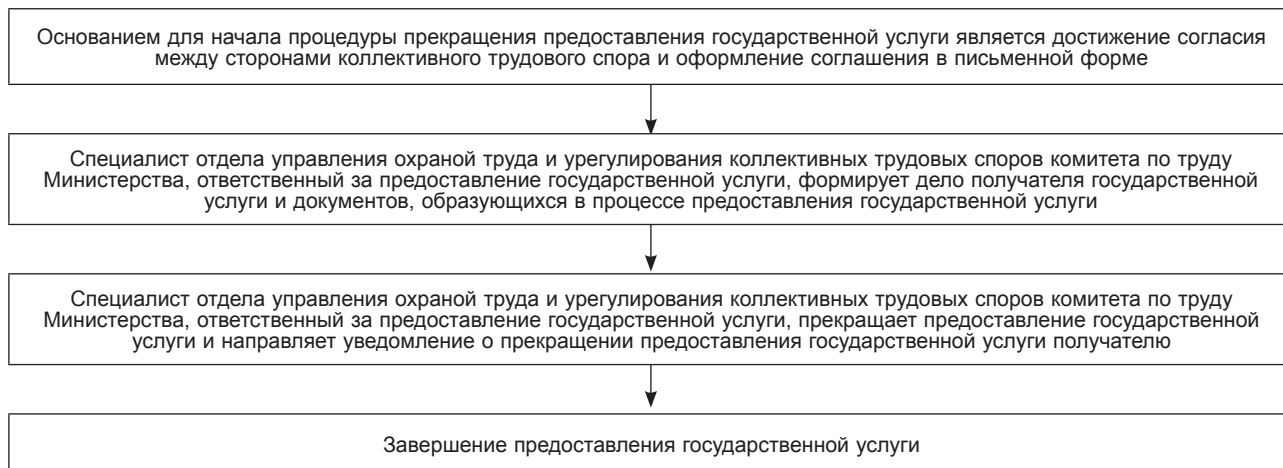 Основанием для начала процедуры прекращения предоставления государственной услуги является достижение согласия
между сторонами коллективного трудового спора и оформление соглашения в письменной форме
Специалист отдела управления охраной труда и урегулирования коллективных трудовых споров комитета по труду
Министерства, ответственный за предоставление государственной услуги, формирует дело получателя государственной
услуги и документов, образующихся в процессе предоставления государственной услуги
Специалист отдела управления охраной труда и урегулирования коллективных трудовых споров комитета по труду
Министерства, ответственный за предоставление государственной услуги, прекращает предоставление государственной
услуги и направляет уведомление о прекращении предоставления государственной услуги получателю
Завершение предоставления государственной услуги